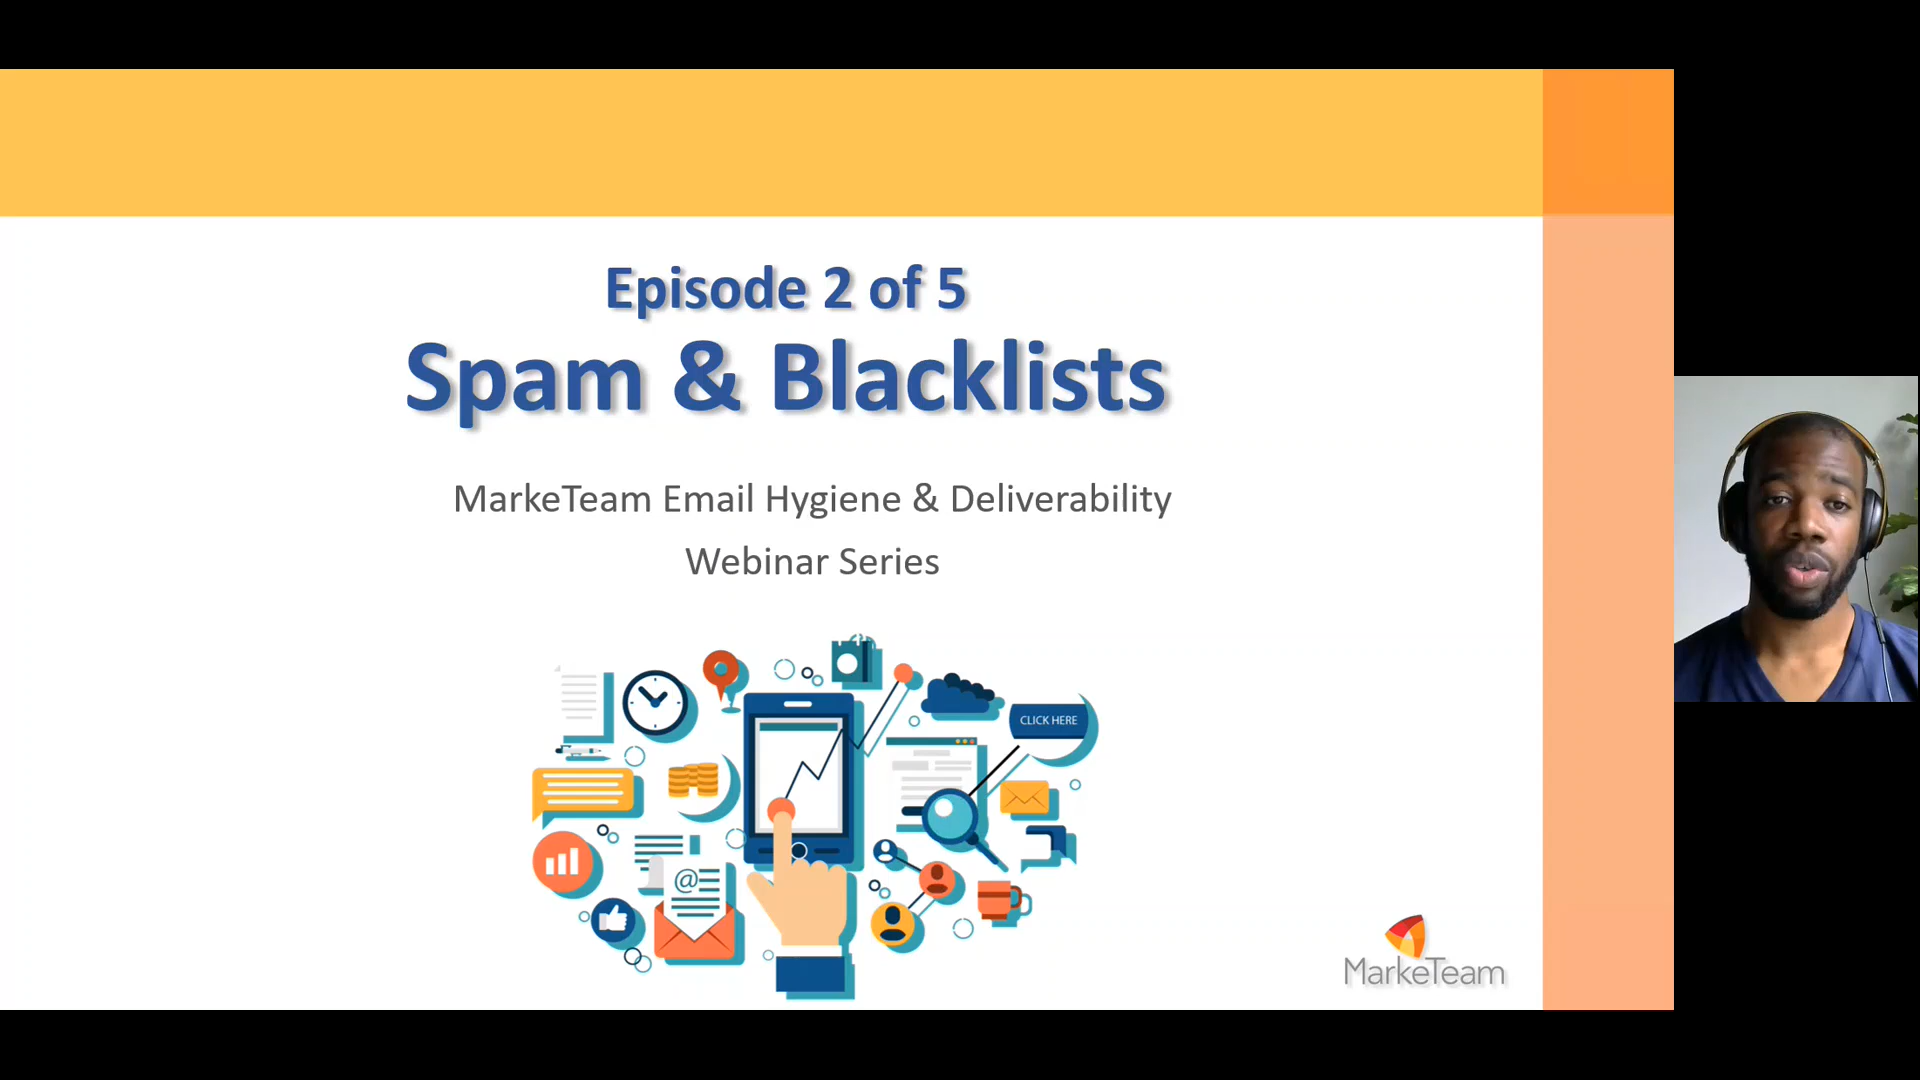 Episode 2 of 5
Spam & Blacklists
MarkeTeam Email Hygiene & Deliverability
Webinar Series
CLICK HERE
@
MarkeTeam